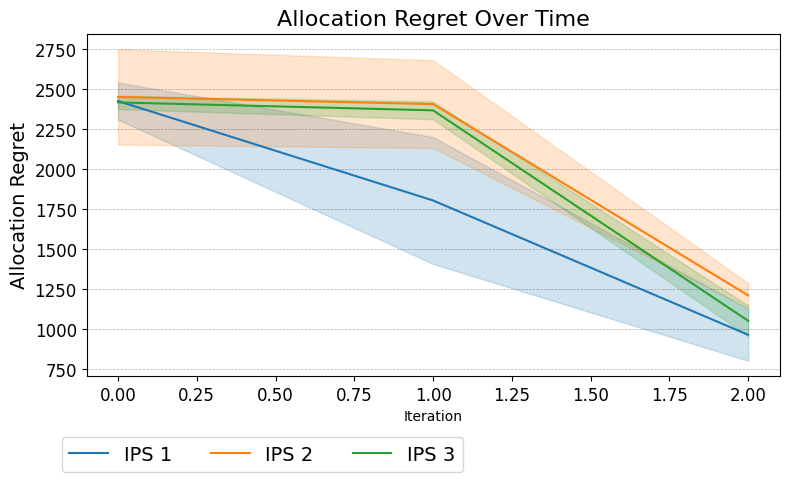 Allocation Regret Over Time
Allocation Regret
2750
2500
2250
2000
1750
1500
1250
1000
750
0.00 0.25 0.50 0.75 1.00 1.25 1.50 1.75 2.00
Iteration
IPS 1 IPS 2 IPS 3